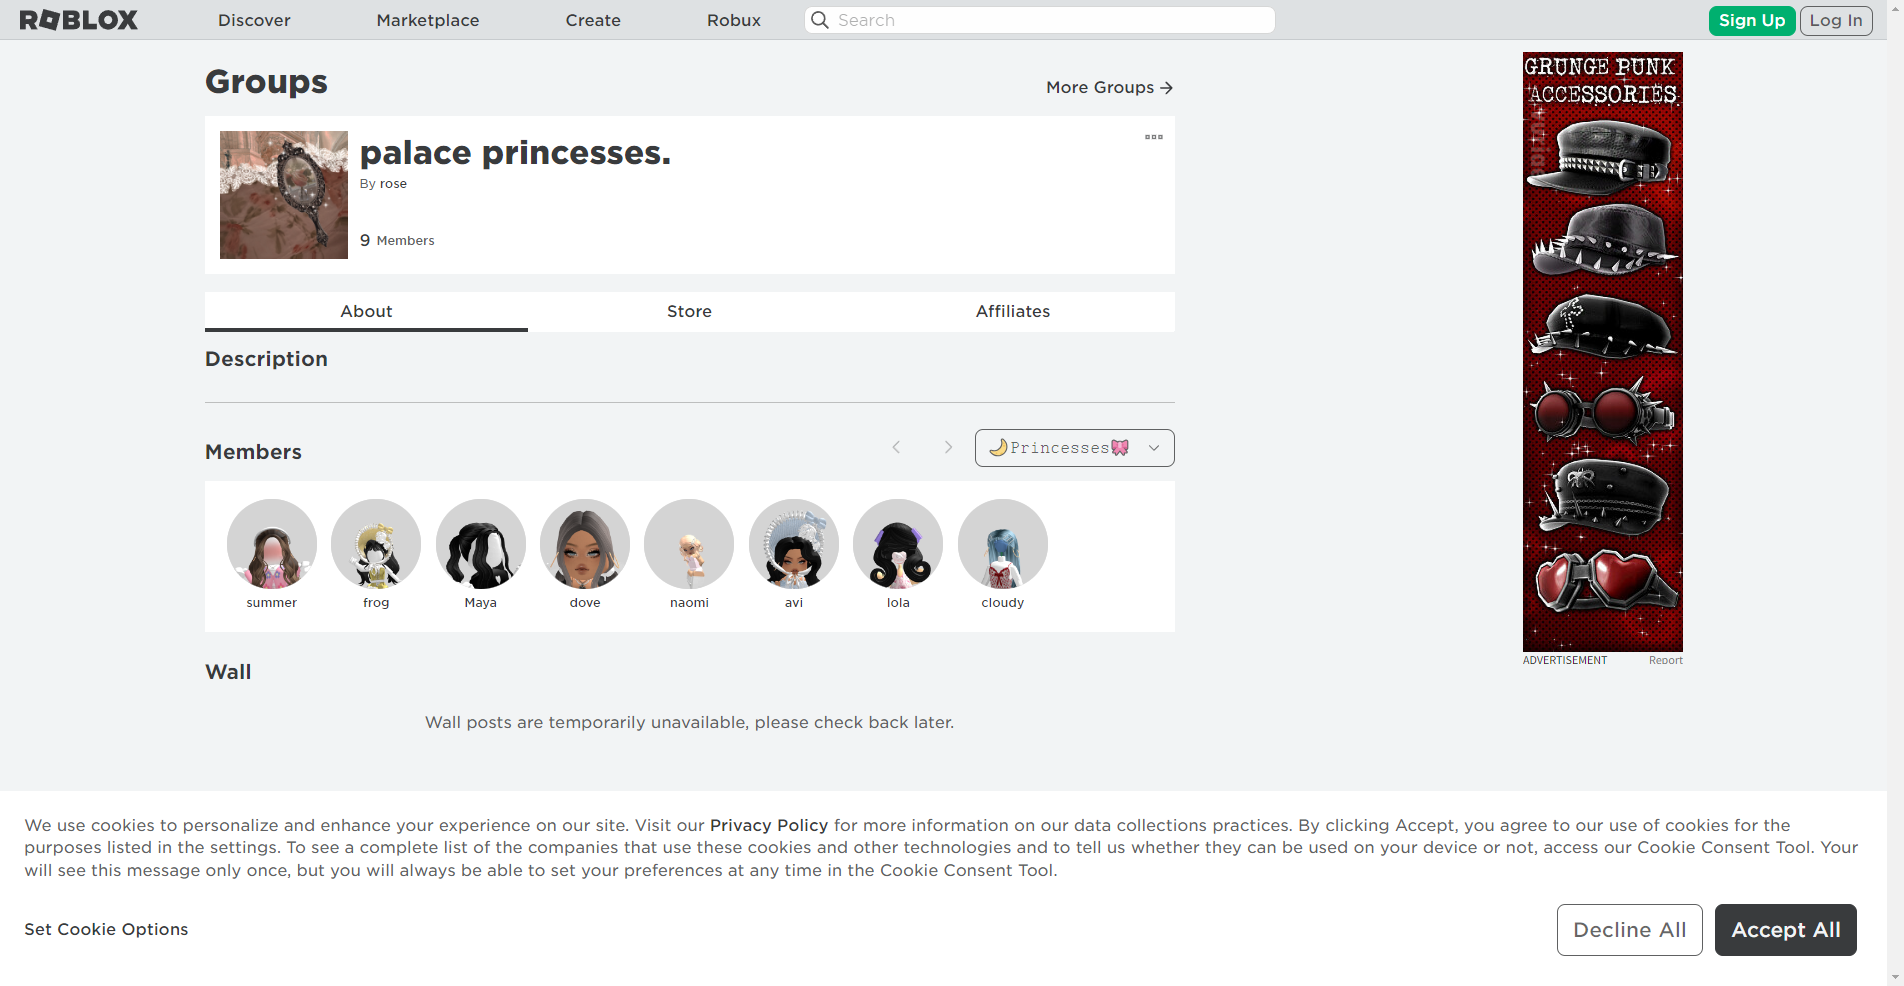 ROBLOX
Discover
Marketplace
Create
Robux
Search
Sign Up
Log In
Groups
More Groups
palace princesses.
By rose
9 Members
About
Store
Affiliates
Description
Members
🌙Princesses🎀
summer
frog
Maya
dove
naomi
avi
lola
cloudy
Wall
Wall posts are temporarily unavailable, please check back later.
GRUNGE PUNK
ACCESSORIES
ADVERTISEMENT
Report
We use cookies to personalize and enhance your experience on our site. Visit our Privacy Policy for more information on our data collections practices. By clicking Accept, you agree to our use of cookies for the
purposes listed in the settings. To see a complete list of the companies that use these cookies and other technologies and to tell us whether they can be used on your device or not, access our Cookie Consent Tool. Your
will see this message only once, but you will always be able to set your preferences at any time in the Cookie Consent Tool.
Set Cookie Options
Decline All
Accept All